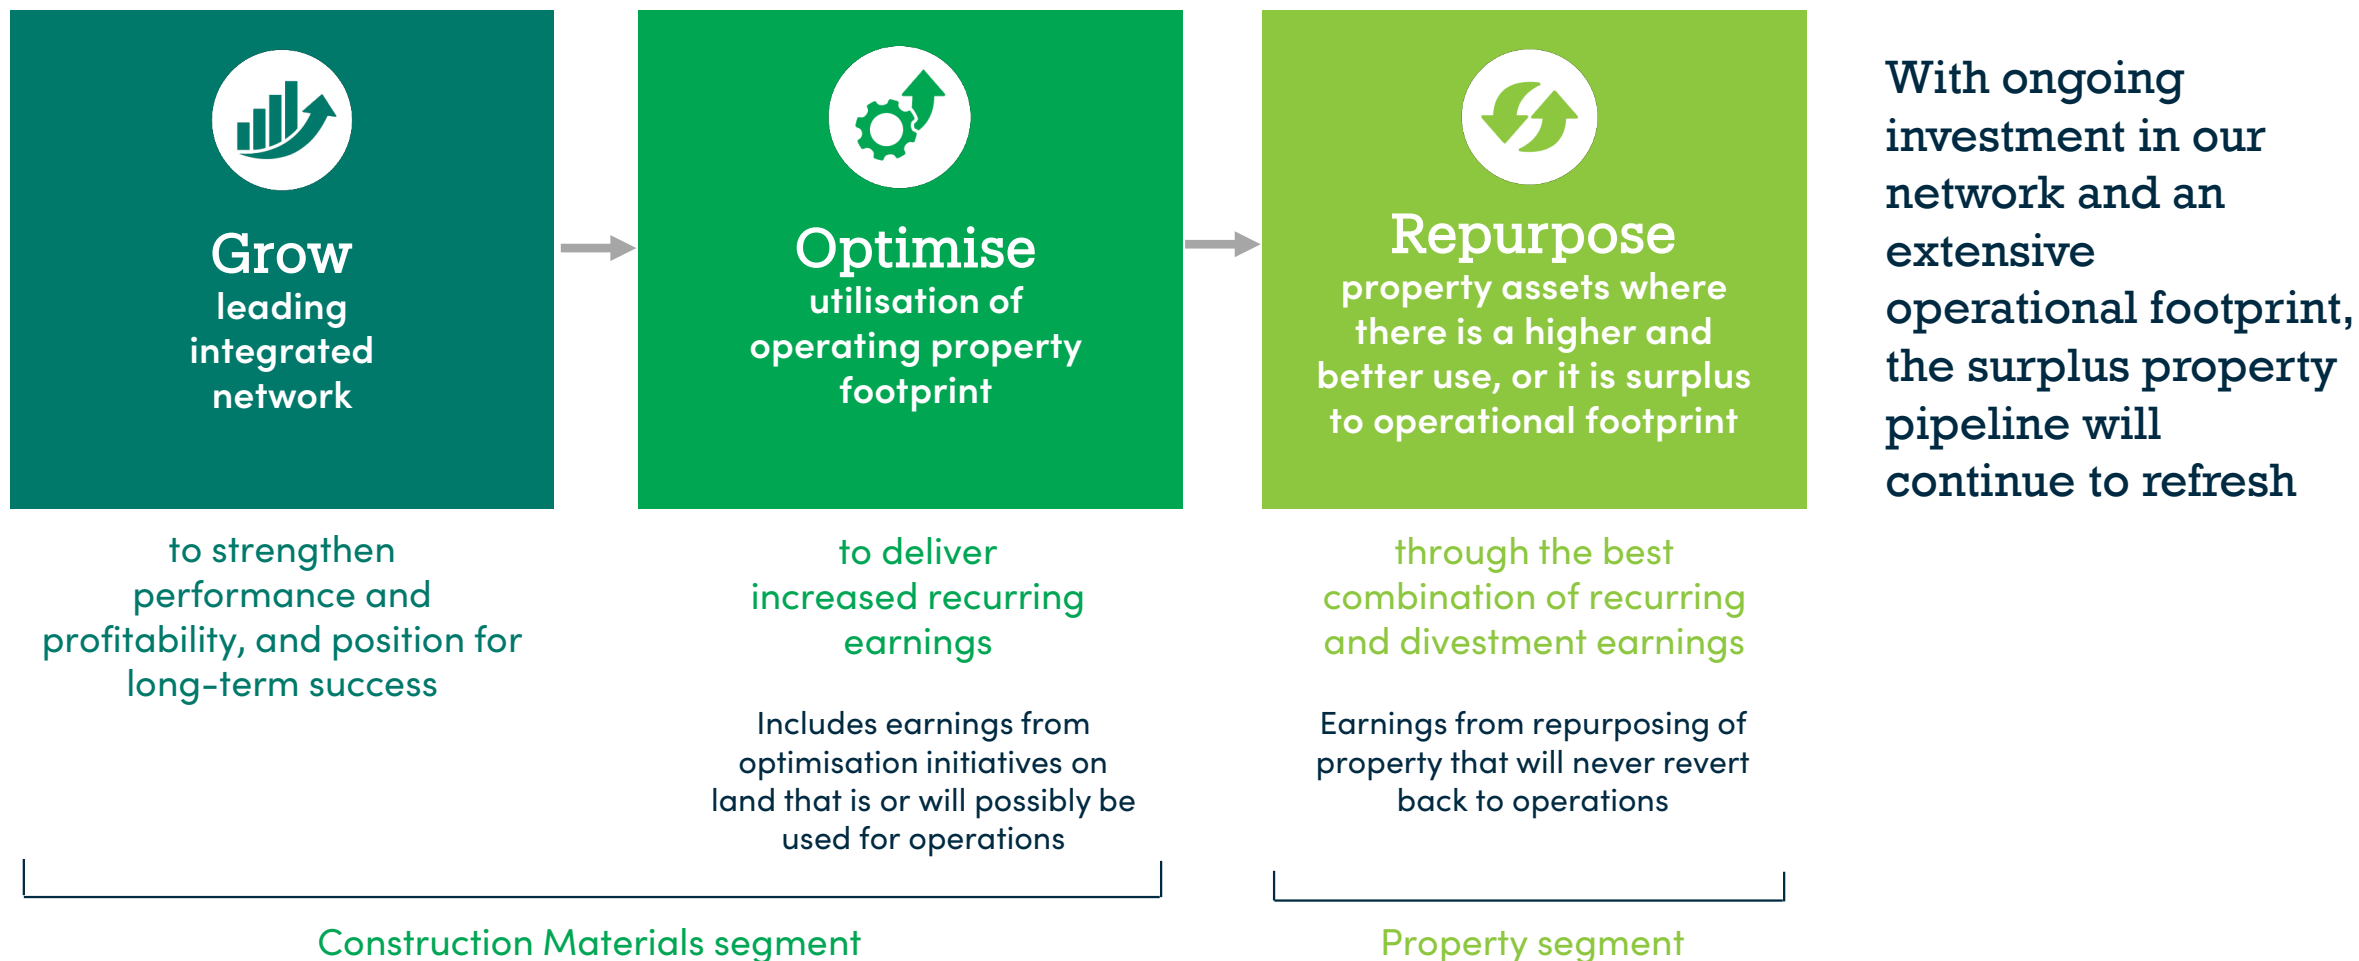 Grow
leading
integrated
network
to strengthen
performance and
profitability, and position for
long-term success
Optimise
utilisation of
operating property
footprint
to deliver
increased recurring
earnings
Includes earnings from
optimisation initiatives on
land that is or will possibly be
used for operations
Construction Materials segment
Repurpose
property assets where
there is a higher and
better use, or it is surplus
to operational footprint
through the best
combination of recurring
and divestment earnings
Earnings from repurposing of
property that will never revert
back to operations
Property segment
With ongoing
investment in our
network and an
extensive
operational footprint,
the surplus property
pipeline will
continue to refresh